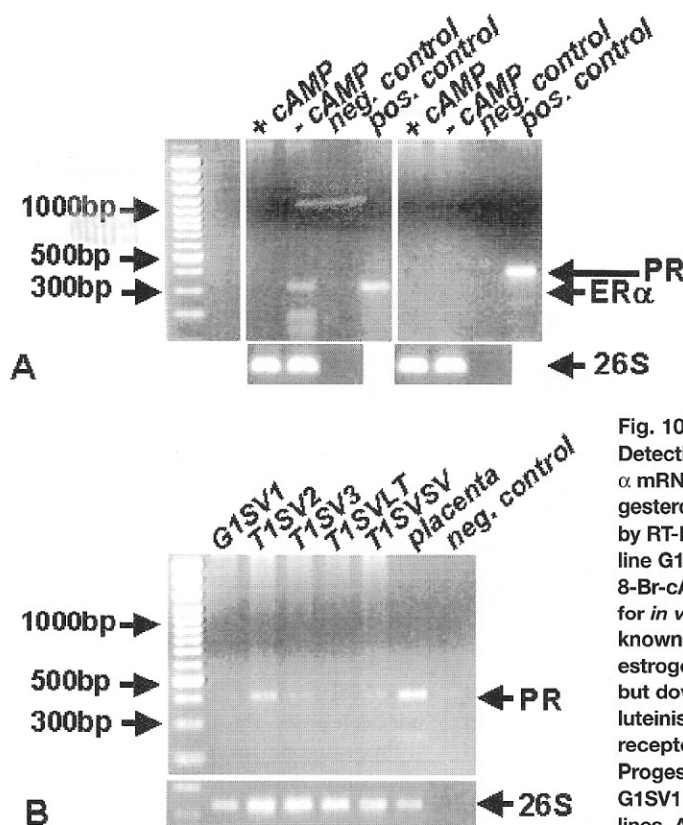 + cAMP
- cAMP
neg. control
pos. control
+ cAMP
- cAMP
neg. control
pos. control
1000bp
500bp
300bp
PR
ERα
A
26S
Fig. 10
Detecti
α mRN
gesterc
by RT-
line G1
8-Br-cA
for in v
known
estroge
but dov
luteinis
recepto
Proges
G1SV1
lines. A
G1SV1
T1SV2
T1SV3
T1SVLT
T1SVSV
placenta
neg. control
1000bp
500bp
300bp
PR
B
26S